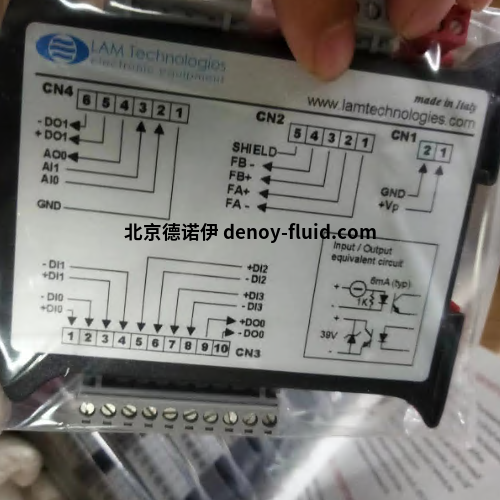 LAM Technologies
electronic equipment
made in Italy
www.lamtechnologies.com
CN4
6 5 4 3 2 1
- DO1
+ DO1
AO0
AI1
AI0
GND
CN2
5 4 3 2 1
SHIELD
FB -
FB+
FA+
FA -
CN1
2 1
GND
+Vp
北京德诺伊 denoy-fluid.com
Input / Output
equivalent circuit
+
6mA (typ)
1K
-
+
39V
-
- DI1
+DI1
- DI0
+DI0
+DI2
- DI2
+DI3
- DI3
+DO0
- DO0
1 2 3 4 5 6 7 8 9 10
CN3